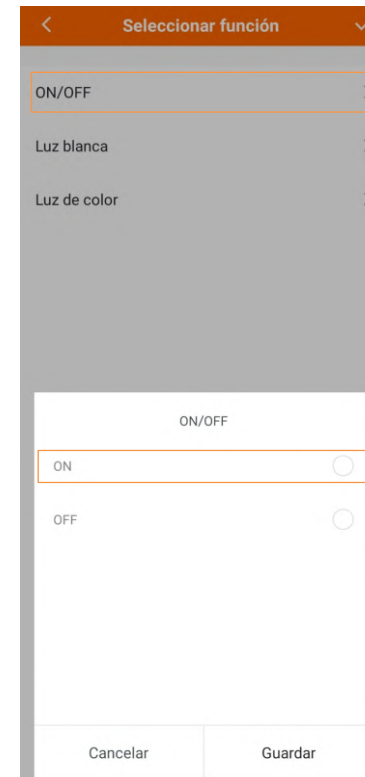 Seleccionar función
ON/OFF
Luz blanca
Luz de color
ON/OFF
ON
OFF
Cancelar Guardar